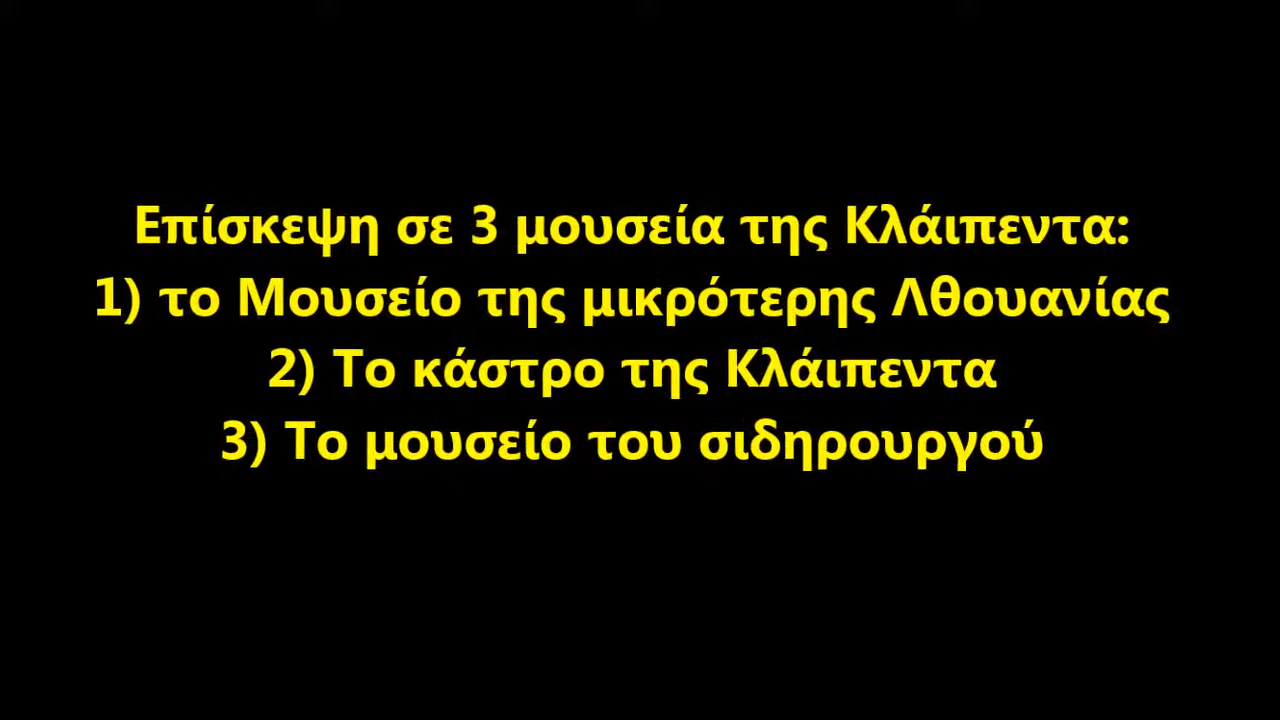 Επίσκεψη σε 3 μουσεία της Κλάιπεντα:
1) το Μουσείο της μικρότερης Λθουανίας
2) Το κάστρο της Κλάιπεντα
3) Το μουσείο του σιδηρουργού